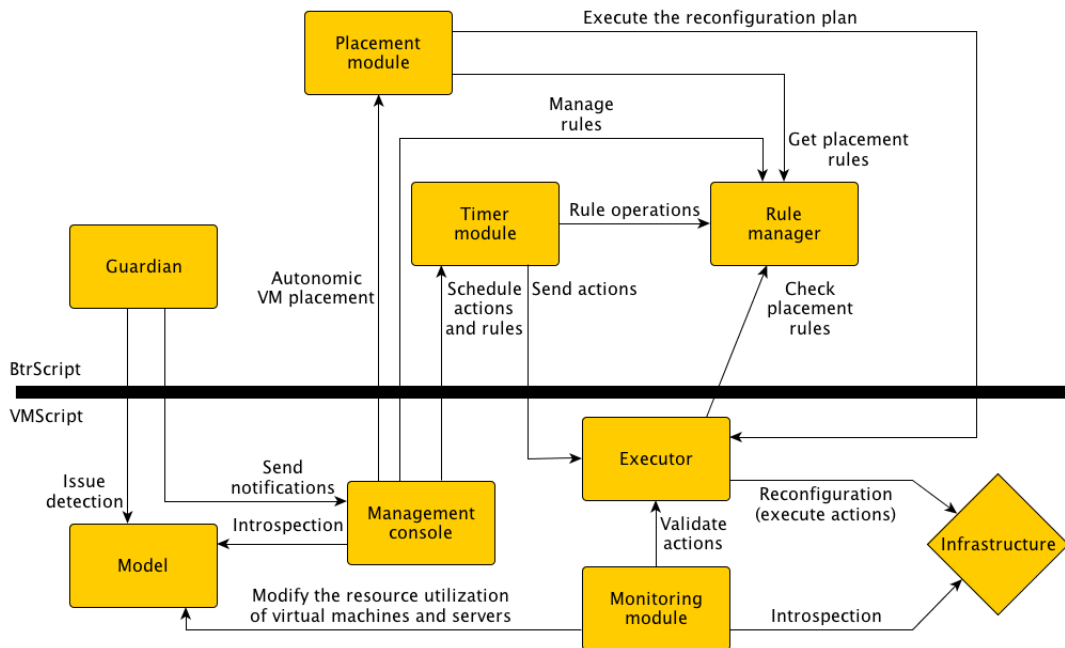 Execute the reconfiguration plan
Placement
module
Manage
rules
Get placement
rules
Timer
module
Rule operations
Rule
manager
Guardian
Autonomic
VM placement
Schedule
actions
and rules
Send actions
Check
placement
rules
BtrScript
VMScript
Executor
Issue
detection
Send
notifications
Management
console
Introspection
Model
Reconfiguration
(execute actions)
Validate
actions
Infrastructure
Modify the resource utilization
of virtual machines and servers
Monitoring
module
Introspection